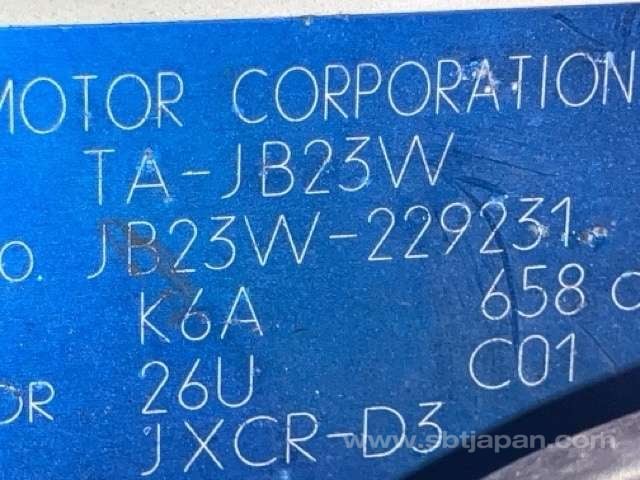 MOTOR CORPORATION
TA-JB23W
O. JB23W-229231
K6A 658 C
26U C01
OR
JXCR-D3
www.sbtjapan.com